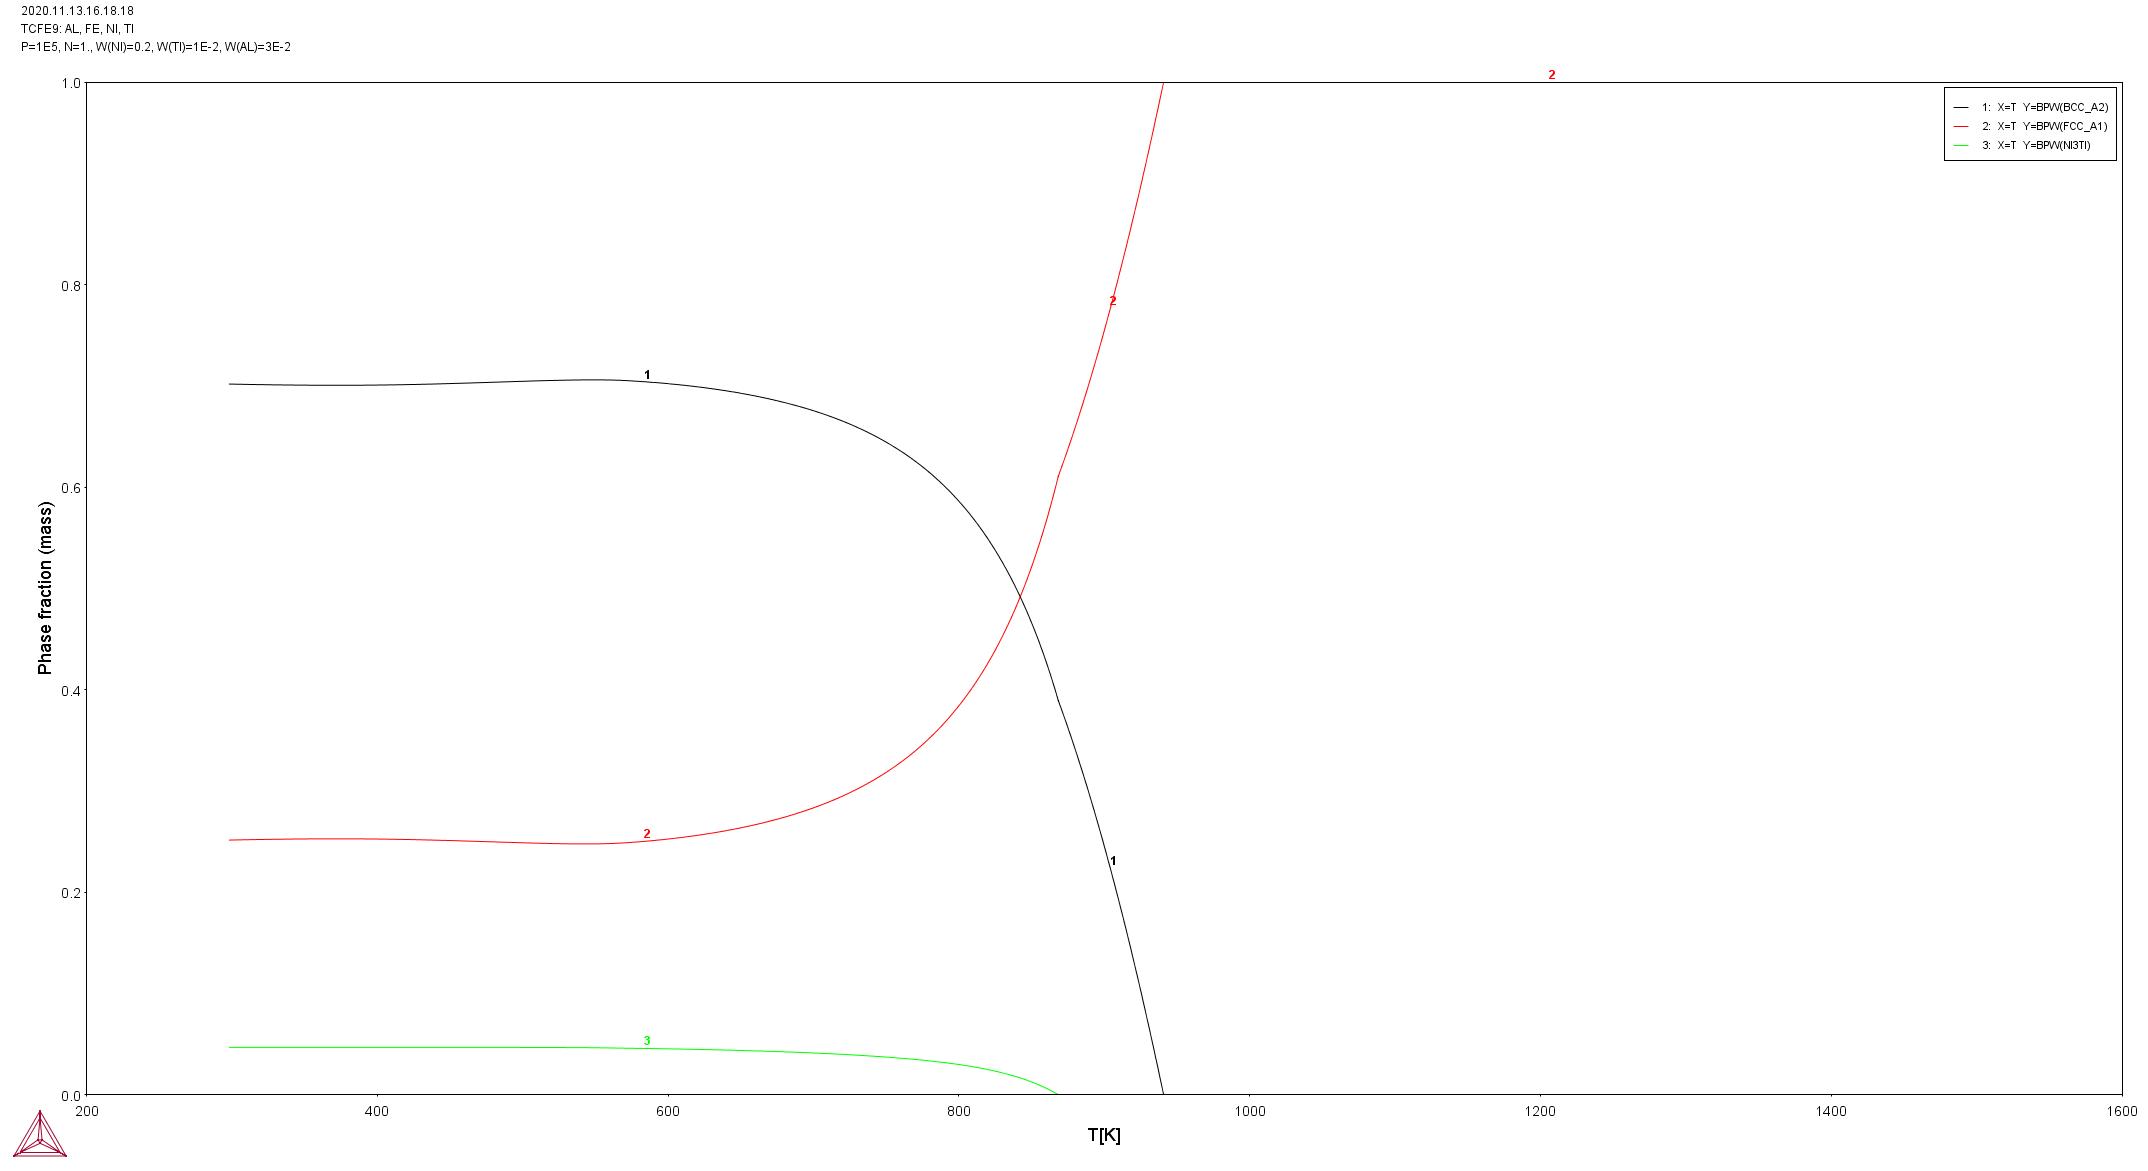 2020.11.13.16.18.18
TCFE9: AL, FE, NI, TI
P=1E5, N=1., W(NI)=0.2, W(TI)=1E-2, W(AL)=3E-2
2
1.0
1: X=T Y=BPW(BCC_A2)
2: X=T Y=BPW(FCC_A1)
3: X=T Y=BPW(NI3TI)
0.8
2
1
0.6
Phase fraction (mass)
0.4
2
1
0.2
3
0.0
200 400 600 800 1000 1200 1400 1600
T[K]